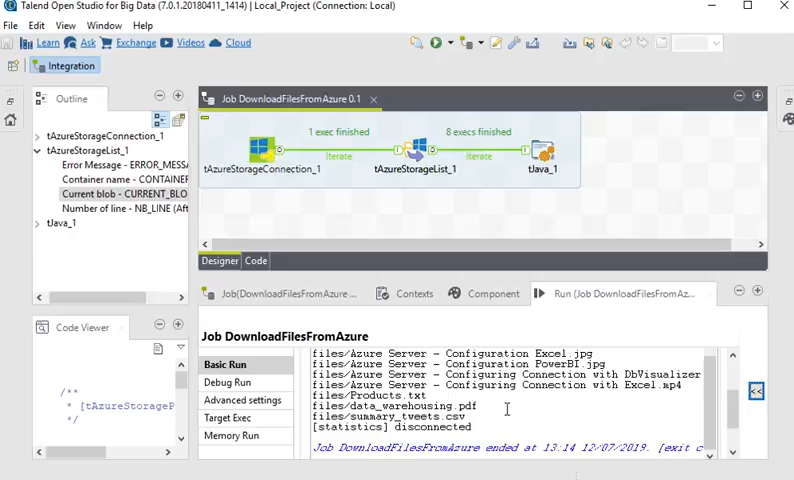 Talend Open Studio for Big Data (7.0.1.20180411_1414) | Local_Project (Connection: Local)
File Edit View Window Help
Learn Ask Exchange Videos Cloud
Integration
Outline
tAzureStorageConnection_1
tAzureStorageList_1
Error Message - ERROR_MESSA
Container name - CONTAINER
Current blob - CURRENT_BLO
Number of line - NB_LINE (Aft
tJava_1
Job DownloadFilesFromAzure 0.1
1 exec finished
8 execs finished
Iterate
Iterate
tAzureStorageConnection_1
tAzureStorageList_1
tJava_1
Designer Code
Job(DownloadFilesFromAzure ...
Contexts
Component
Run (Job DownloadFilesFromAz...
Code Viewer
/**
* [tAzureStorageP
*/
Job DownloadFilesFromAzure
Basic Run
Debug Run
Advanced settings
Target Exec
Memory Run
files/Azure Server - Configuration Excel.jpg
files/Azure Server - Configuration PowerBI.jpg
files/Azure Server - Configuring Connection with DbVisualizer
files/Azure Server - Configuring Connection with Excel.mp4
files/Products.txt
files/data_warehousing.pdf
files/summary_tweets.csv
[statistics] disconnected
Job DownloadFilesFromAzure ended at 13:14 12/07/2019. [exit c
<<